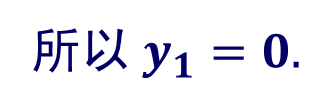 所以 y₁ = 0.